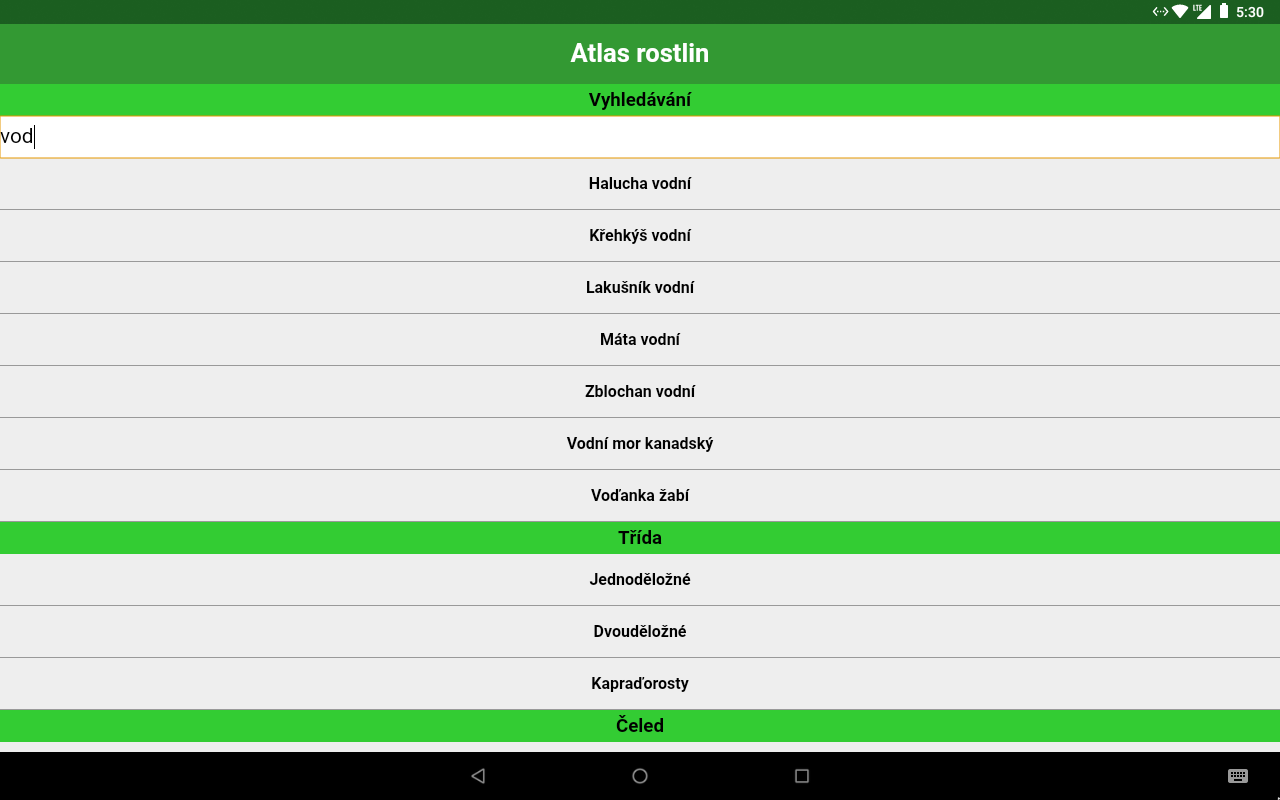 LTE 5:30
Atlas rostlin
Vyhledávání
vod
Halucha vodní
Křehkýš vodní
Lakušník vodní
Máta vodní
Zblochan vodní
Vodní mor kanadský
Voďanka žabí
Třída
Jednoděložné
Dvouděložné
Kapraďorosty
Čeled